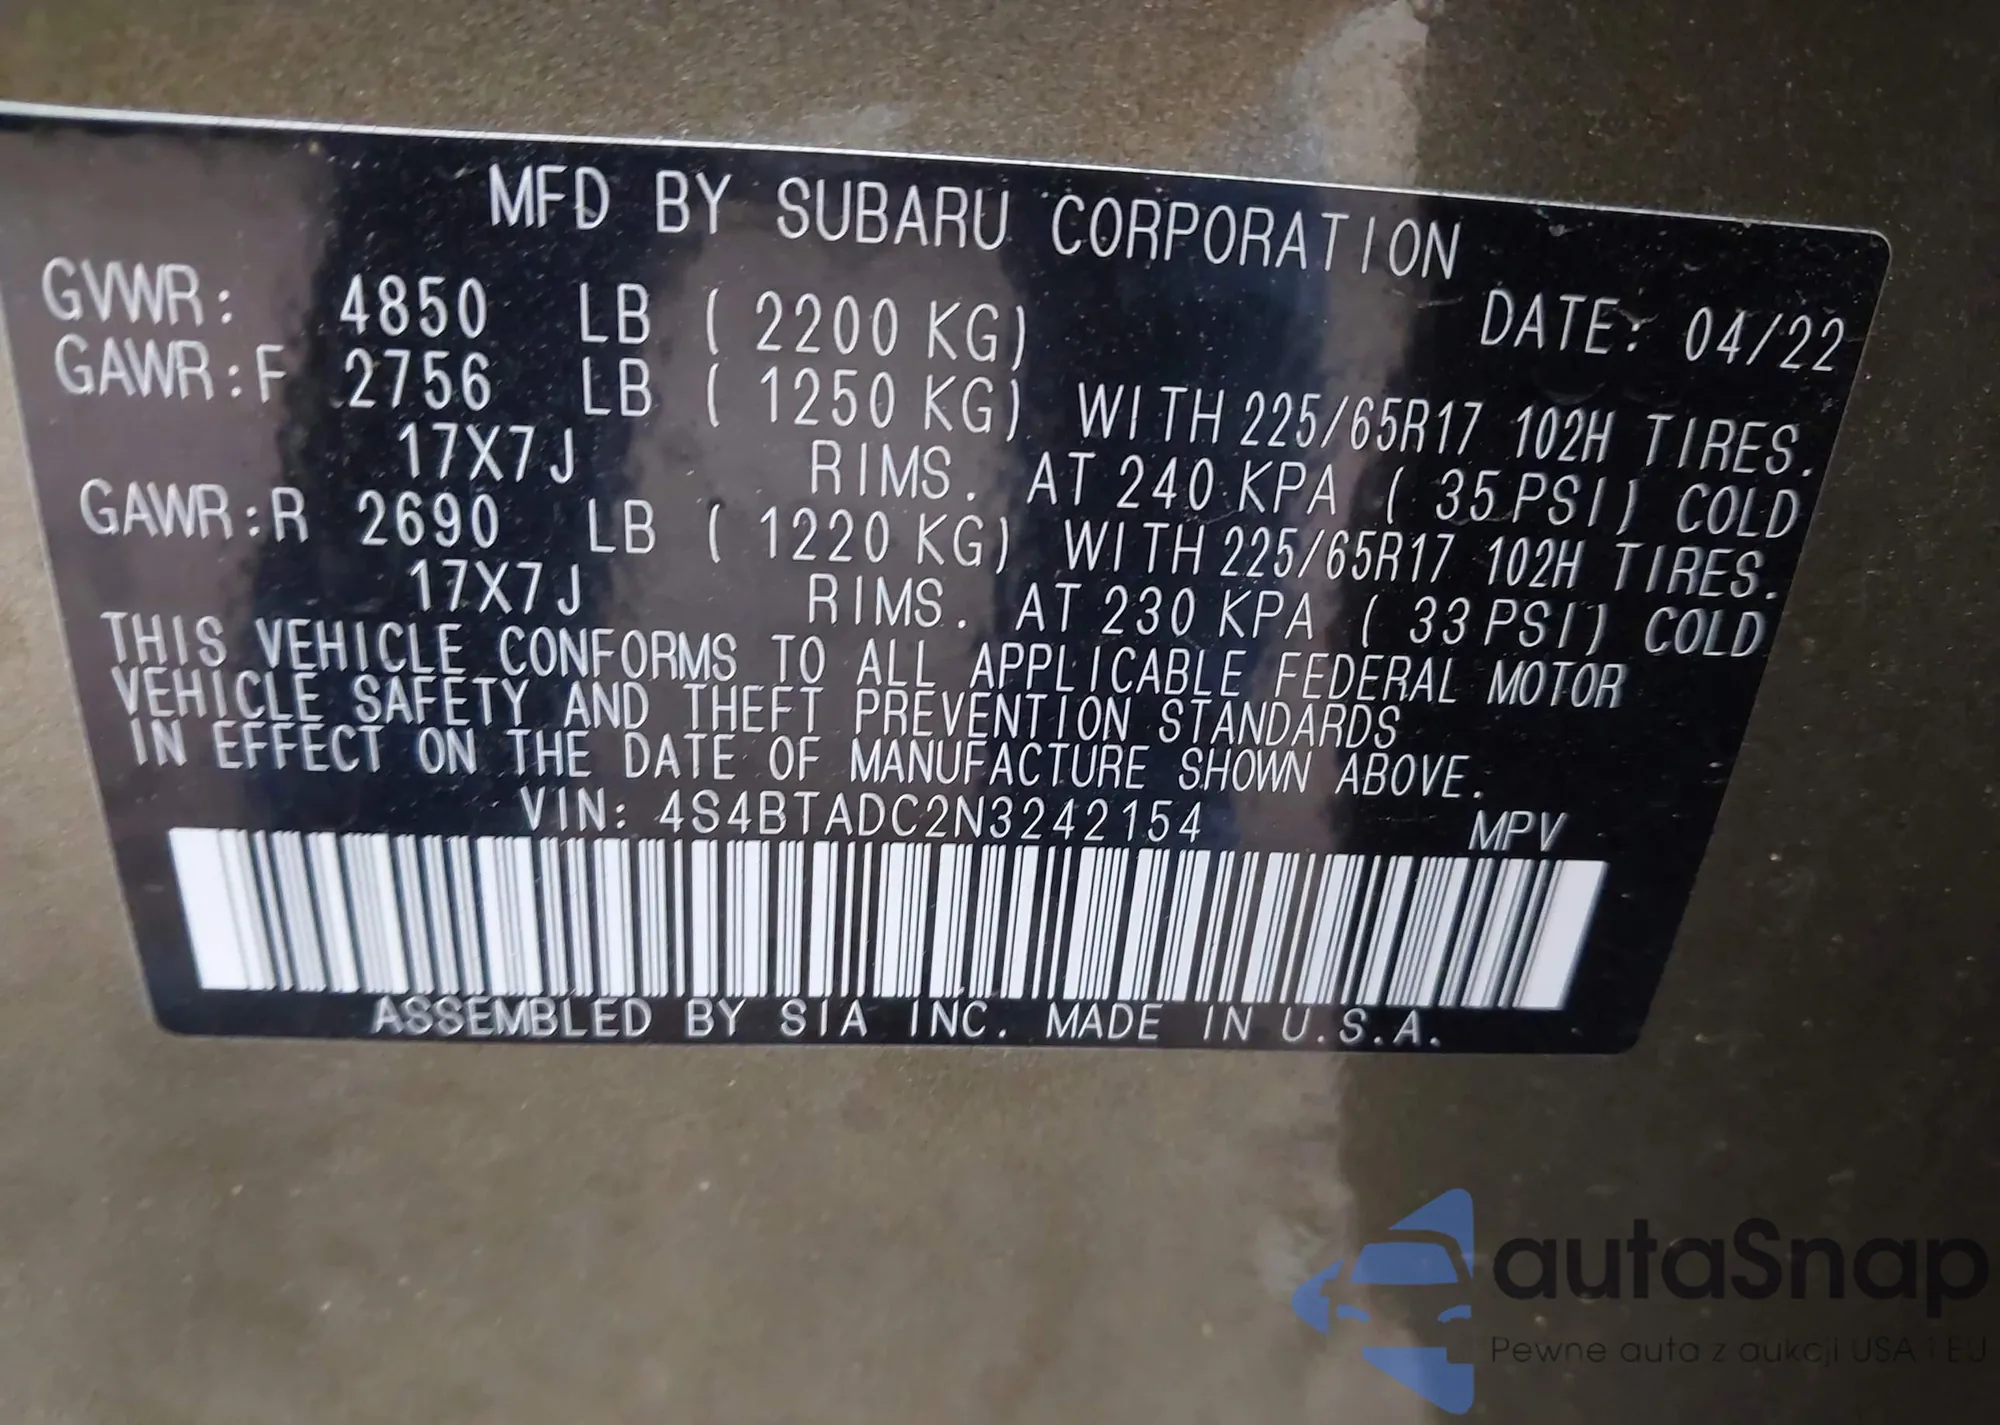 MFD BY SUBARU CORPORATION
GVWR: 4850 LB ( 2200 KG) DATE: 04/22
GAWR:F 2756 LB ( 1250 KG) WITH 225/65R17 102H TIRES.
17X7J RIMS. AT 240 KPA ( 35 PSI) COLD
GAWR:R 2690 LB ( 1220 KG) WITH 225/65R17 102H TIRES.
17X7J RIMS. AT 230 KPA ( 33 PSI) COLD
THIS VEHICLE CONFORMS TO ALL APPLICABLE FEDERAL MOTOR
VEHICLE SAFETY AND THEFT PREVENTION STANDARDS
IN EFFECT ON THE DATE OF MANUFACTURE SHOWN ABOVE.
VIN: 4S4BTADC2N3242154 MPV
ASSEMBLED BY SIA INC. MADE IN U.S.A.
autaSnap
Pewne auta z aukcji USA i EU